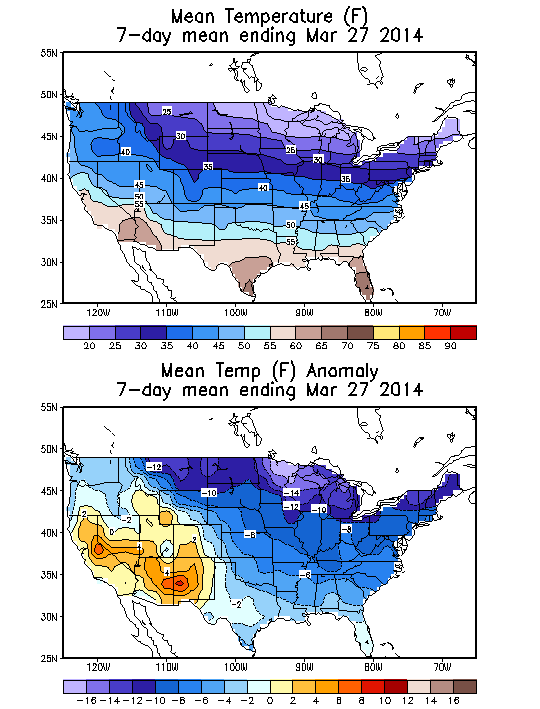 Mean Temperature (F)
7-day mean ending Mar 27 2014
55N
50N
45N
40N
35N
30N
25N
25
30
25
30
40
35
35
40
45
45
50
55
50
55
120W 110W 100W 90W 80W 70W
20 25 30 35 40 45 50 55 60 65 70 75 80 85 90
Mean Temp (F) Anomaly
7-day mean ending Mar 27 2014
55N
50N
45N
40N
35N
30N
25N
-12
-10
-14
-12
-10
-2
2
0
-8
-8
2
4
-6
-2
120W 110W 100W 90W 80W 70W
-16 -14 -12 -10 -8 -6 -4 -2 0 2 4 6 8 10 12 14 16